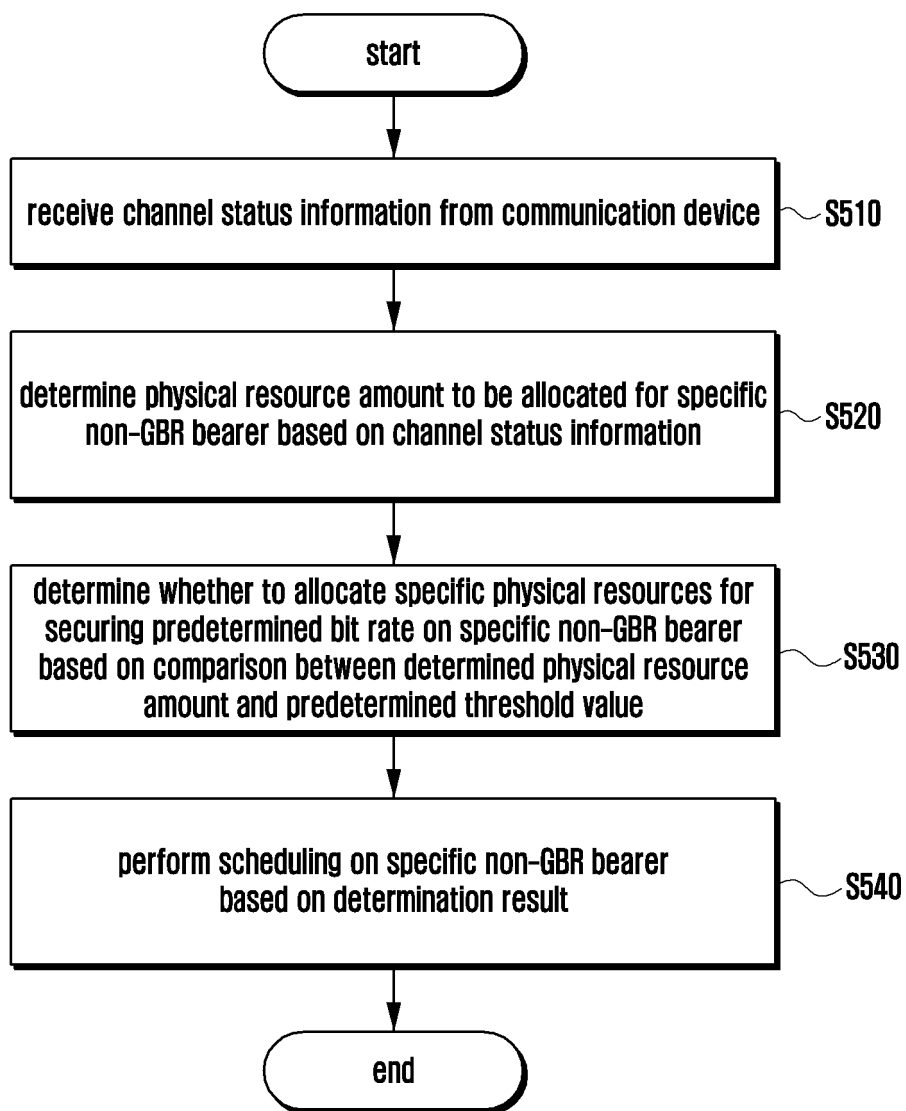 start
receive channel status information from communication device
S510
determine physical resource amount to be allocated for specific
non-GBR bearer based on channel status information
S520
determine whether to allocate specific physical resources for
securing predetermined bit rate on specific non-GBR bearer
based on comparison between determined physical resource
amount and predetermined threshold value
S530
perform scheduling on specific non-GBR bearer
based on determination result
S540
end